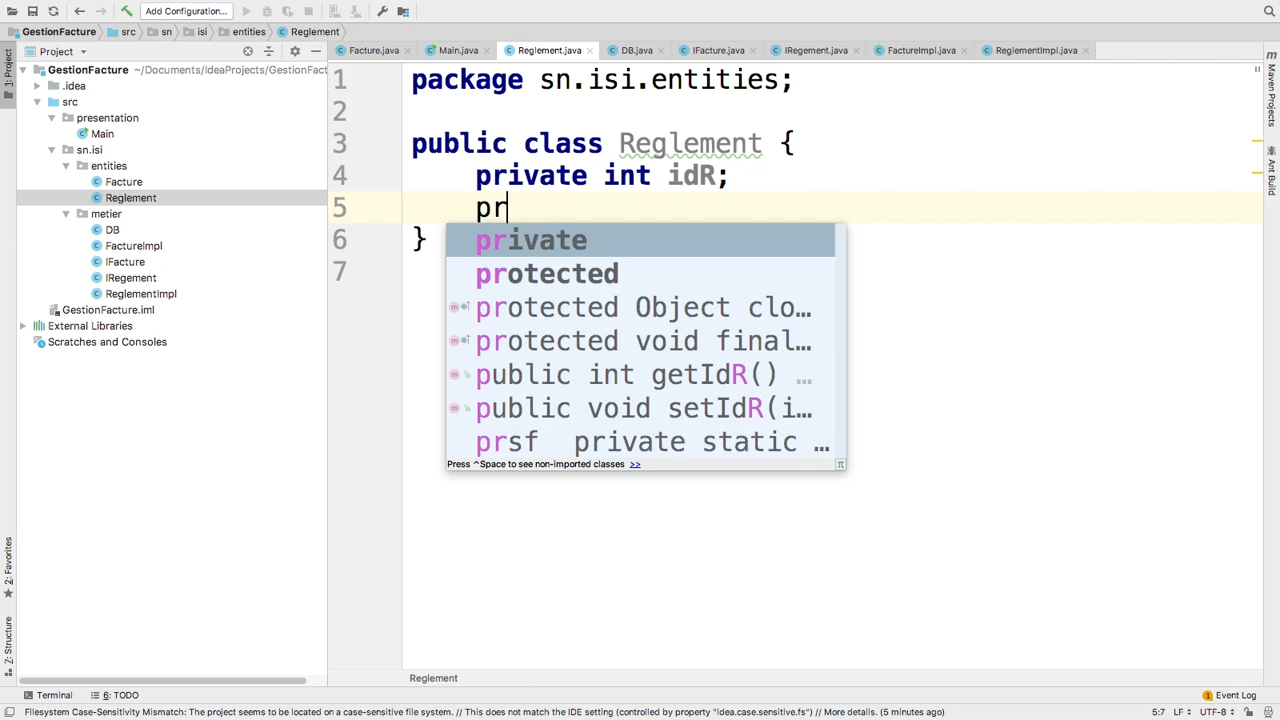 Add Configuration...
GestionFacture src sn isi entities Reglement
Project
Facture.java Main.java Reglement.java DB.java IFacture.java IRegement.java FactureImpl.java ReglementImpl.java
1: Project
GestionFacture ~/Documents/IdeaProjects/GestionFact
.idea
src
presentation
Main
sn.isi
entities
Facture
Reglement
metier
DB
FactureImpl
IFacture
IRegement
ReglementImpl
GestionFacture.iml
External Libraries
Scratches and Consoles
1 package sn.isi.entities;
2
3 public class Reglement {
4 private int idR;
5 pr
6 }
7
private
protected
protected Object clo…
protected void final…
public int getIdR() …
public void setIdR(i…
prsf private static …
Press ^Space to see non-imported classes >>
π
m Maven Projects
Ant Build
2: Favorites
7: Structure
Reglement
Terminal 6: TODO
1 Event Log
Filesystem Case-Sensitivity Mismatch: The project seems to be located on a case-sensitive file system. // This does not match the IDE setting (controlled by property "idea.case.sensitive.fs") // More details. (5 minutes ago)
5:7 LF UTF-8